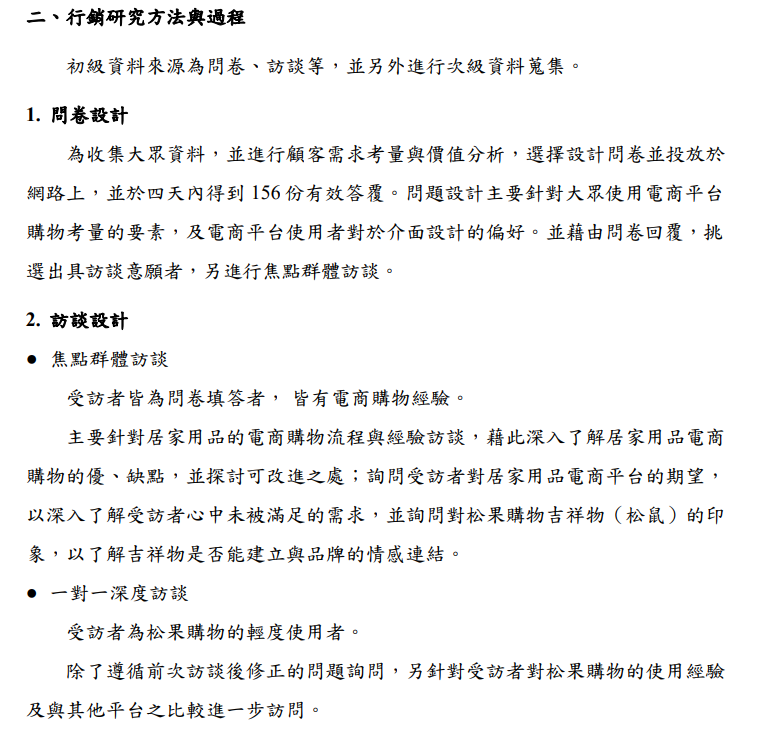 二、行銷研究方法與過程
初級資料來源為問卷、訪談等，並另外進行次級資料蒐集。
1. 問卷設計
為收集大眾資料，並進行顧客需求考量與價值分析，選擇設計問卷並投放於
網路上，並於四天內得到 156 份有效答覆。問題設計主要針對大眾使用電商平台
購物考量的要素，及電商平台使用者對於介面設計的偏好。並藉由問卷回覆，挑
選出具訪談意願者，另進行焦點群體訪談。
2. 訪談設計
● 焦點群體訪談
受訪者皆為問卷填答者， 皆有電商購物經驗。
主要針對居家用品的電商購物流程與經驗訪談，藉此深入了解居家用品電商
購物的優、缺點，並探討可改進之處；詢問受訪者對居家用品電商平台的期望，
以深入了解受訪者心中未被滿足的需求，並詢問對松果購物吉祥物（松鼠）的印
象，以了解吉祥物是否能建立與品牌的情感連結。
● 一對一深度訪談
受訪者為松果購物的輕度使用者。
除了遵循前次訪談後修正的問題詢問，另針對受訪者對松果購物的使用經驗
及與其他平台之比較進一步訪問。